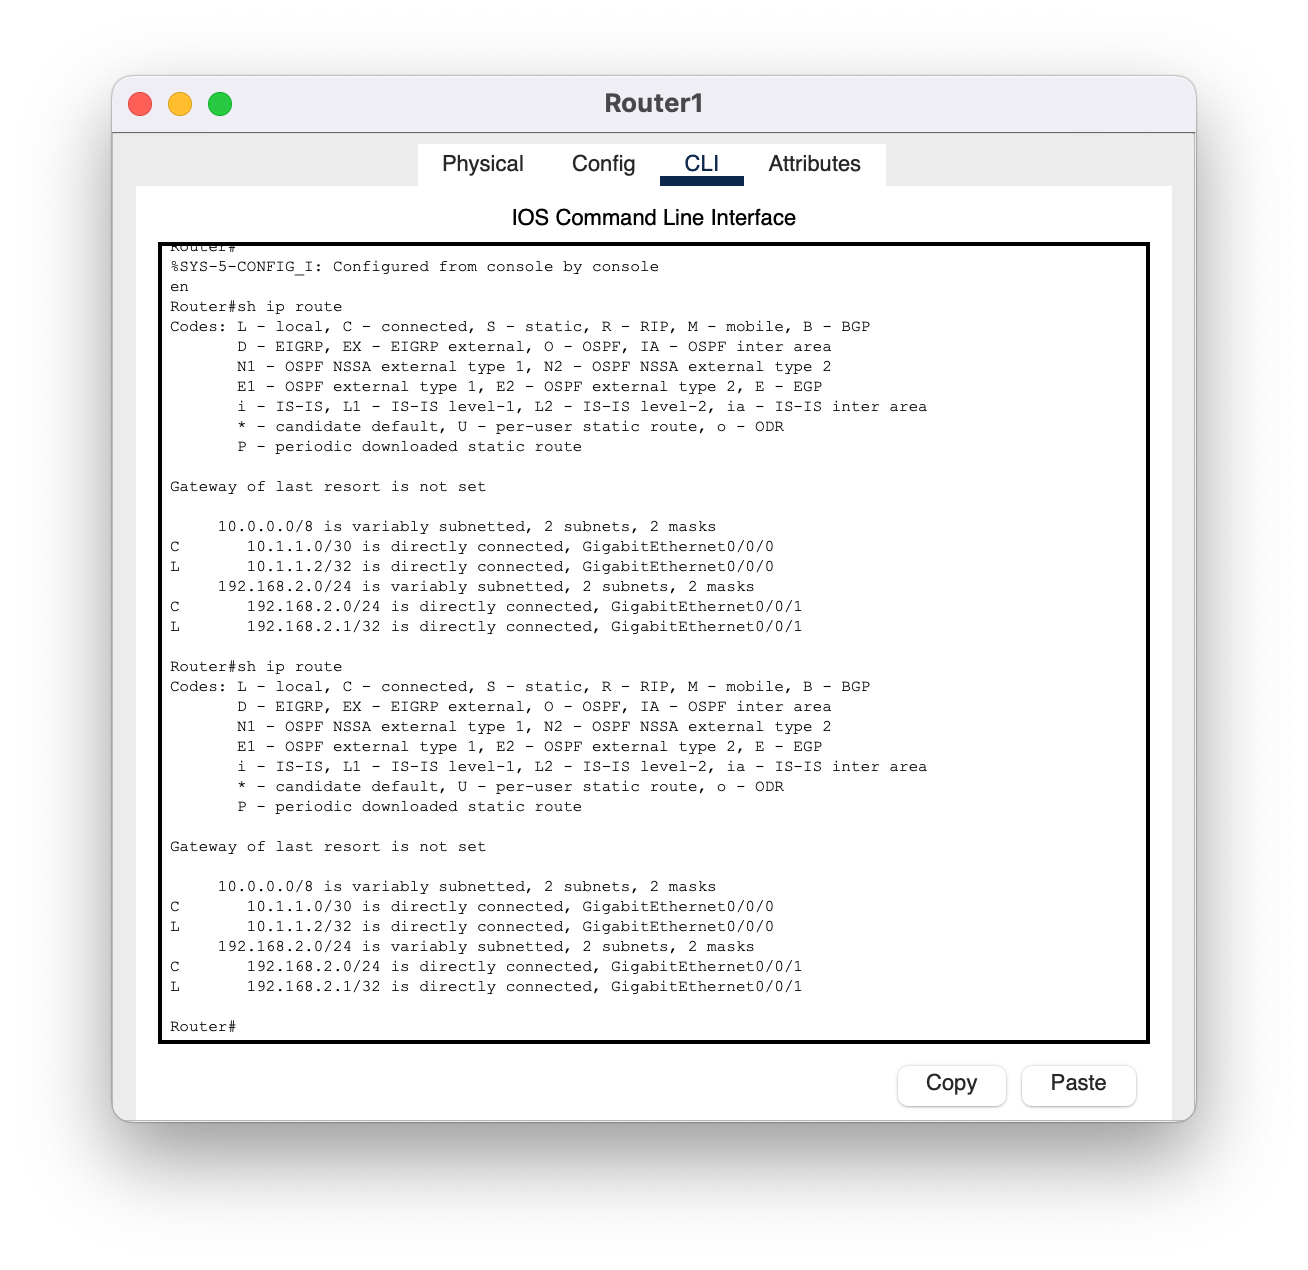 Router1
Physical Config CLI Attributes
IOS Command Line Interface
Router#
%SYS-5-CONFIG_I: Configured from console by console
en
Router#sh ip route
Codes: L - local, C - connected, S - static, R - RIP, M - mobile, B - BGP
       D - EIGRP, EX - EIGRP external, O - OSPF, IA - OSPF inter area
       N1 - OSPF NSSA external type 1, N2 - OSPF NSSA external type 2
       E1 - OSPF external type 1, E2 - OSPF external type 2, E - EGP
       i - IS-IS, L1 - IS-IS level-1, L2 - IS-IS level-2, ia - IS-IS inter area
       * - candidate default, U - per-user static route, o - ODR
       P - periodic downloaded static route
Gateway of last resort is not set
     10.0.0.0/8 is variably subnetted, 2 subnets, 2 masks
C       10.1.1.0/30 is directly connected, GigabitEthernet0/0/0
L       10.1.1.2/32 is directly connected, GigabitEthernet0/0/0
     192.168.2.0/24 is variably subnetted, 2 subnets, 2 masks
C       192.168.2.0/24 is directly connected, GigabitEthernet0/0/1
L       192.168.2.1/32 is directly connected, GigabitEthernet0/0/1
Router#sh ip route
Codes: L - local, C - connected, S - static, R - RIP, M - mobile, B - BGP
       D - EIGRP, EX - EIGRP external, O - OSPF, IA - OSPF inter area
       N1 - OSPF NSSA external type 1, N2 - OSPF NSSA external type 2
       E1 - OSPF external type 1, E2 - OSPF external type 2, E - EGP
       i - IS-IS, L1 - IS-IS level-1, L2 - IS-IS level-2, ia - IS-IS inter area
       * - candidate default, U - per-user static route, o - ODR
       P - periodic downloaded static route
Gateway of last resort is not set
     10.0.0.0/8 is variably subnetted, 2 subnets, 2 masks
C       10.1.1.0/30 is directly connected, GigabitEthernet0/0/0
L       10.1.1.2/32 is directly connected, GigabitEthernet0/0/0
     192.168.2.0/24 is variably subnetted, 2 subnets, 2 masks
C       192.168.2.0/24 is directly connected, GigabitEthernet0/0/1
L       192.168.2.1/32 is directly connected, GigabitEthernet0/0/1
Router#
Copy Paste